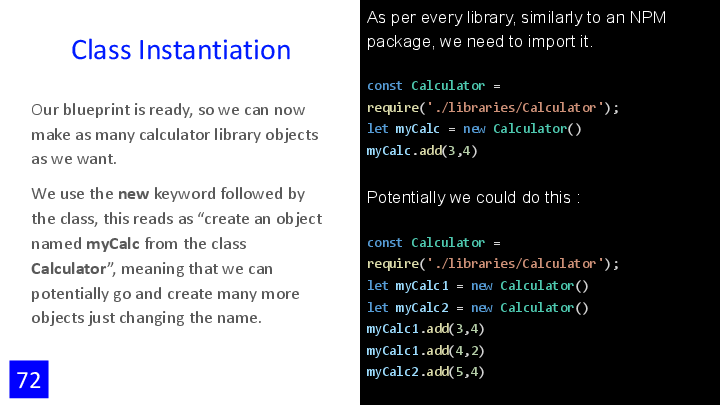 Class Instantiation
Our blueprint is ready, so we can now
make as many calculator library objects
as we want.
We use the new keyword followed by
the class, this reads as “create an object
named myCalc from the class
Calculator”, meaning that we can
potentially go and create many more
objects just changing the name.
72
As per every library, similarly to an NPM
package, we need to import it.
const Calculator =
require('./libraries/Calculator');
let myCalc = new Calculator()
myCalc.add(3,4)
Potentially we could do this :
const Calculator =
require('./libraries/Calculator');
let myCalc1 = new Calculator()
let myCalc2 = new Calculator()
myCalc1.add(3,4)
myCalc1.add(4,2)
myCalc2.add(5,4)